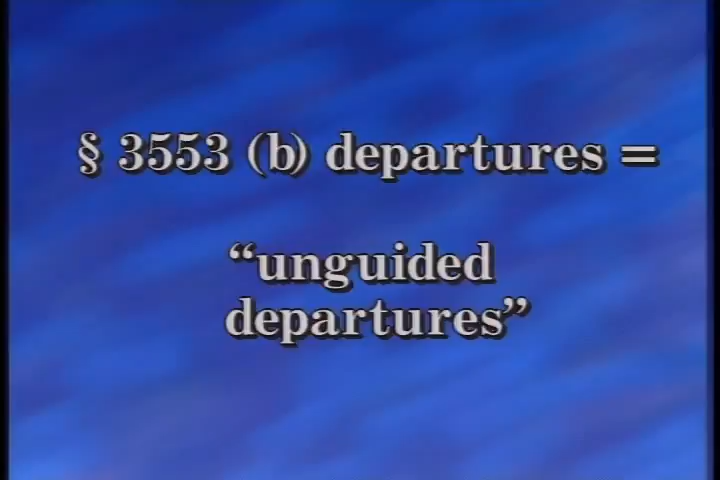 § 3553 (b) departures =
“unguided
departures”